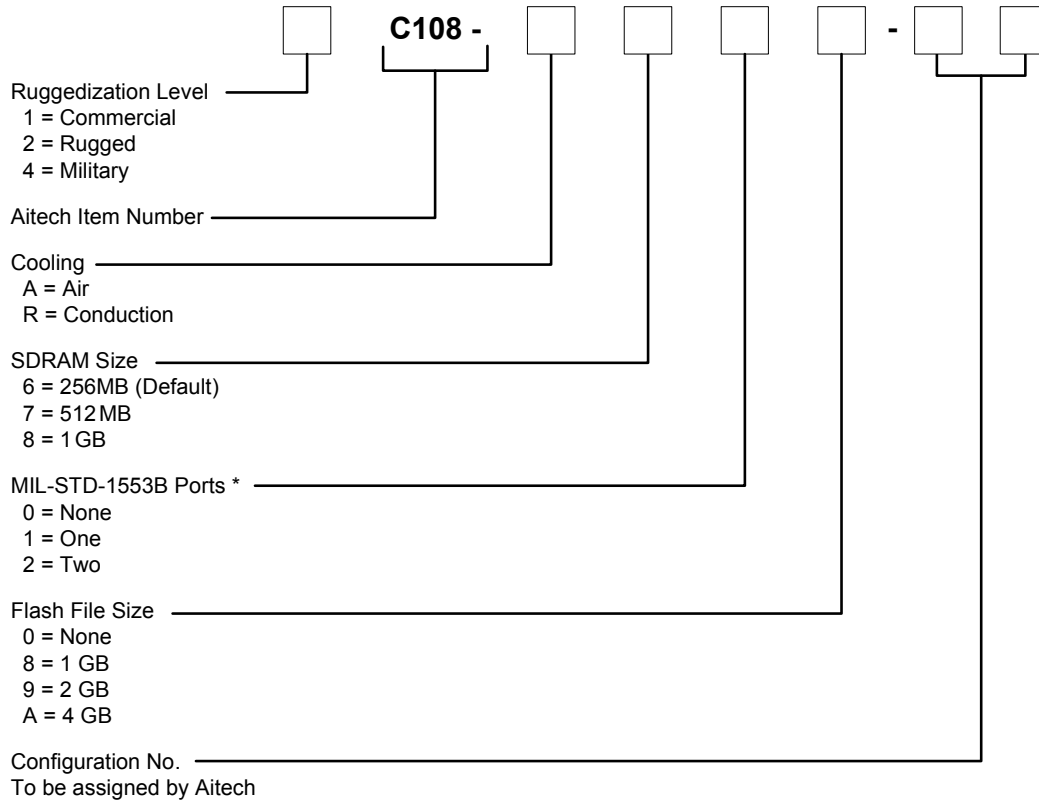 C108 - -
Ruggedization Level
1 = Commercial
2 = Rugged
4 = Military
Aitech Item Number
Cooling
A = Air
R = Conduction
SDRAM Size
6 = 256MB (Default)
7 = 512 MB
8 = 1 GB
MIL-STD-1553B Ports *
0 = None
1 = One
2 = Two
Flash File Size
0 = None
8 = 1 GB
9 = 2 GB
A = 4 GB
Configuration No.
To be assigned by Aitech